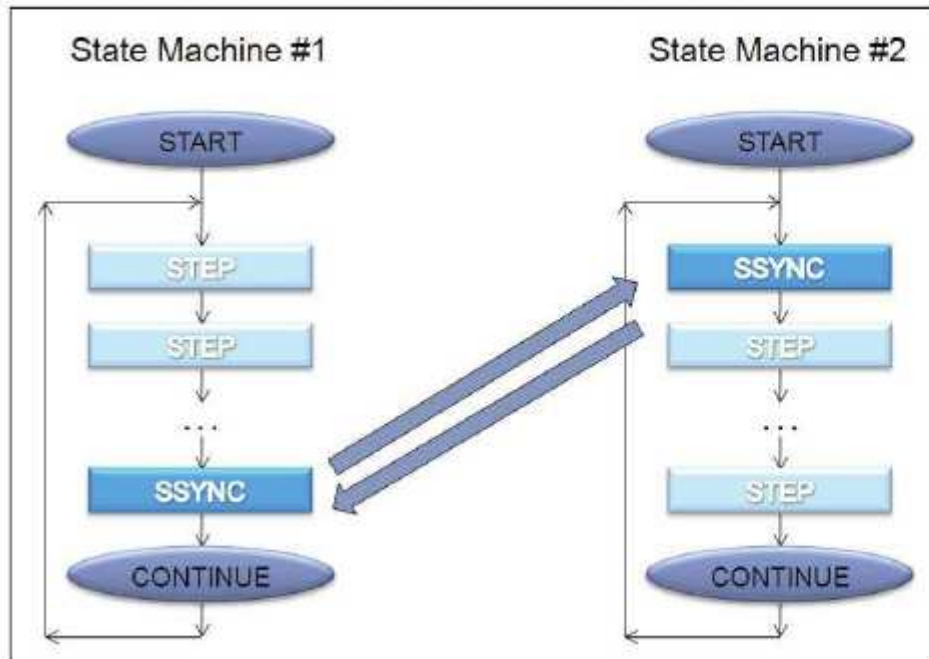 State Machine #1
START
STEP
STEP
...
SSYNC
CONTINUE
State Machine #2
START
SSYNC
STEP
...
STEP
CONTINUE